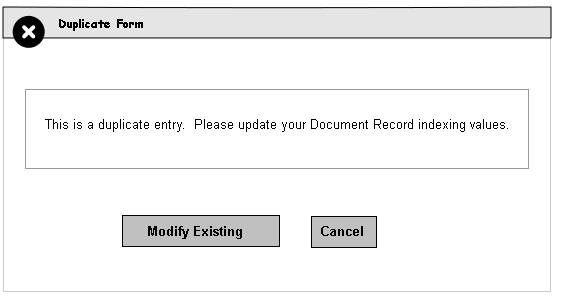 Duplicate Form
This is a duplicate entry.  Please update your Document Record indexing values.
Modify Existing
Cancel